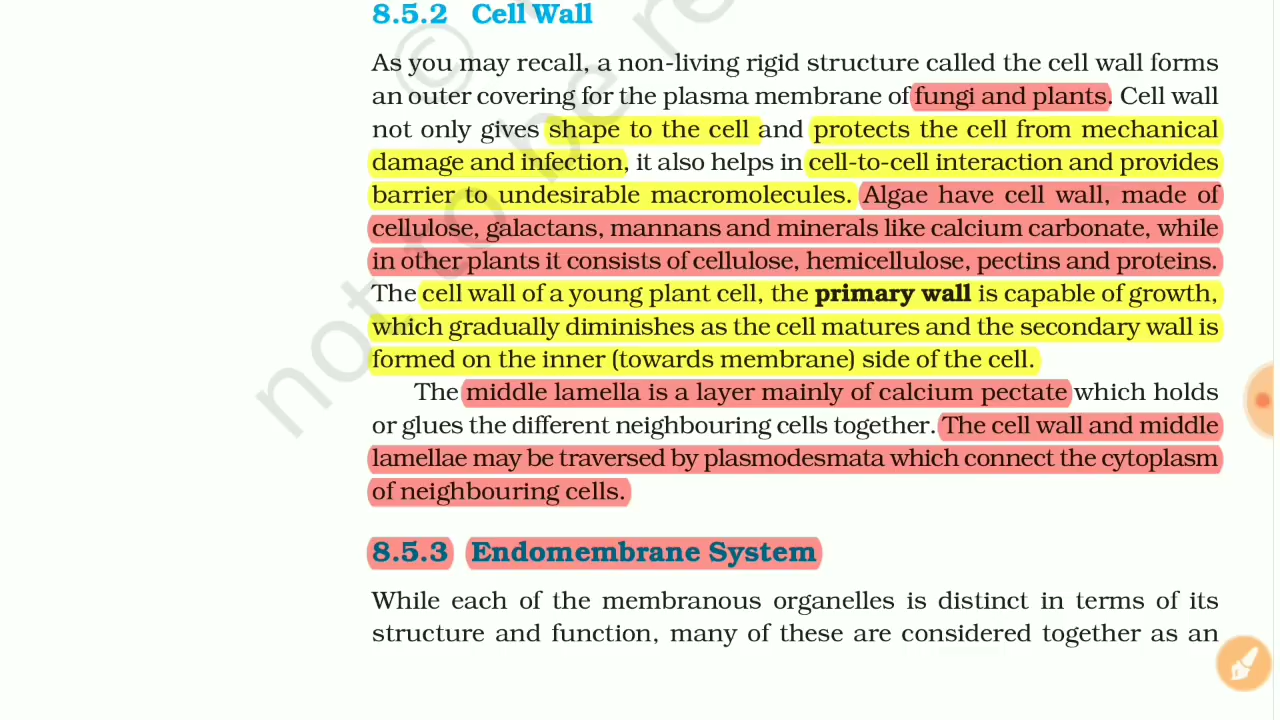 8.5.2 Cell Wall
As you may recall, a non-living rigid structure called the cell wall forms
an outer covering for the plasma membrane of fungi and plants. Cell wall
not only gives shape to the cell and protects the cell from mechanical
damage and infection, it also helps in cell-to-cell interaction and provides
barrier to undesirable macromolecules. Algae have cell wall, made of
cellulose, galactans, mannans and minerals like calcium carbonate, while
in other plants it consists of cellulose, hemicellulose, pectins and proteins.
The cell wall of a young plant cell, the primary wall is capable of growth,
which gradually diminishes as the cell matures and the secondary wall is
formed on the inner (towards membrane) side of the cell.
The middle lamella is a layer mainly of calcium pectate which holds
or glues the different neighbouring cells together. The cell wall and middle
lamellae may be traversed by plasmodesmata which connect the cytoplasm
of neighbouring cells.
8.5.3 Endomembrane System
While each of the membranous organelles is distinct in terms of its
structure and function, many of these are considered together as an
©
not to be re